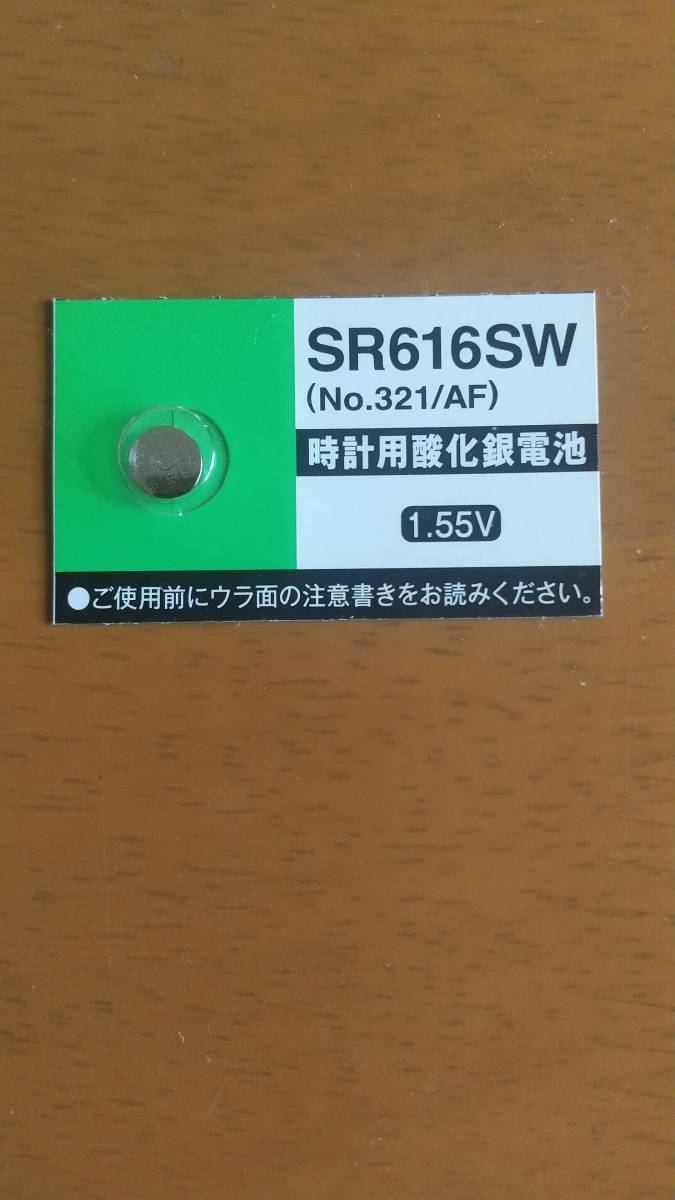 SR616SW
(No.321/AF)
時計用酸化銀電池
1.55V
●ご使用前にウラ面の注意書きをお読みください。